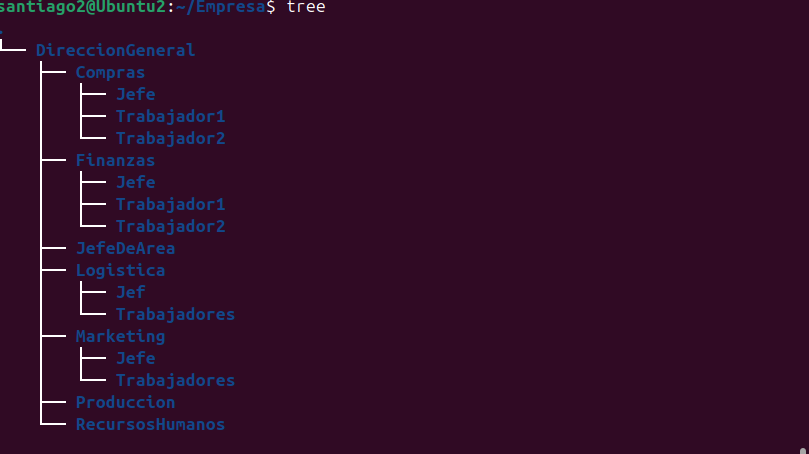 santiago2@Ubuntu2:~/Empresa$ tree
.
└── DireccionGeneral
    ├── Compras
    │   ├── Jefe
    │   ├── Trabajador1
    │   └── Trabajador2
    ├── Finanzas
    │   ├── Jefe
    │   ├── Trabajador1
    │   └── Trabajador2
    ├── JefeDeArea
    ├── Logistica
    │   ├── Jef
    │   └── Trabajadores
    ├── Marketing
    │   ├── Jefe
    │   └── Trabajadores
    ├── Produccion
    └── RecursosHumanos